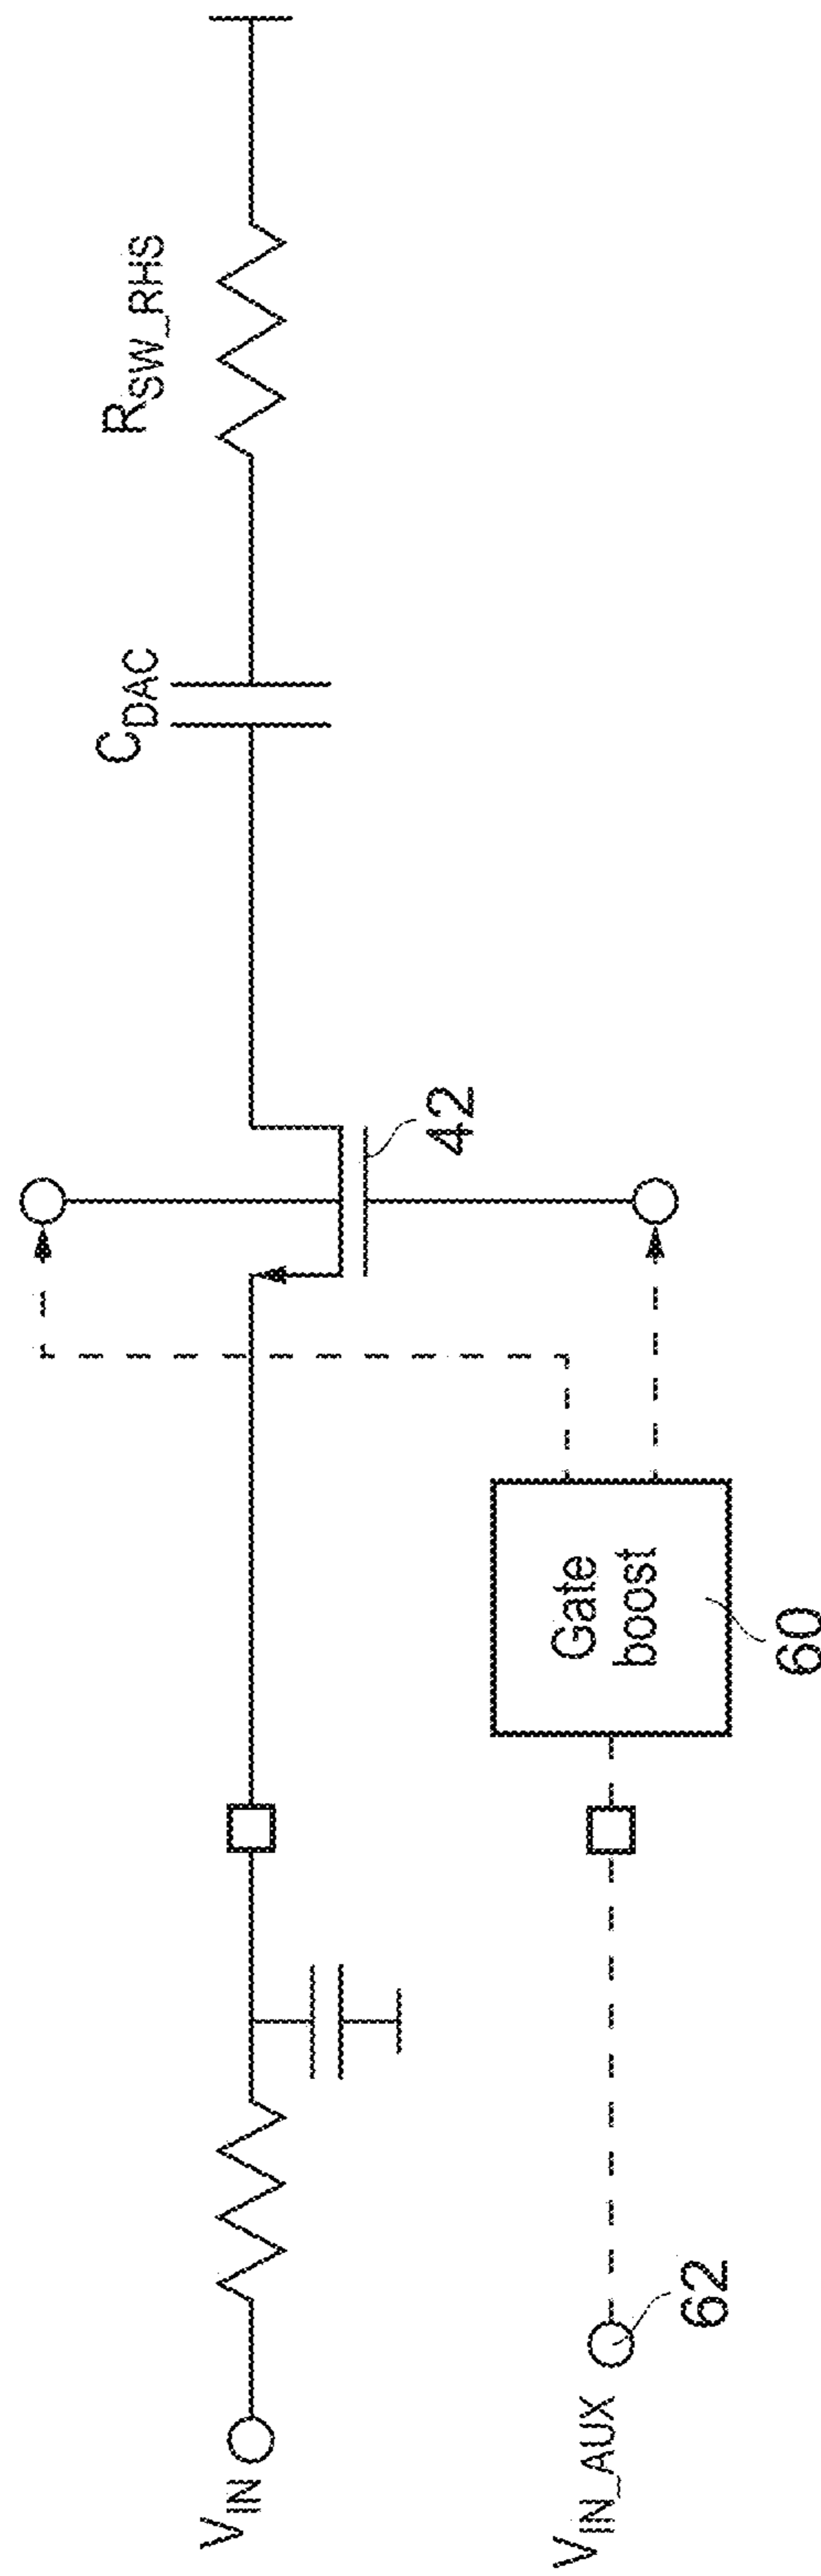 V_IN
V_IN_AUX
62
Gate
boost
60
42
C_DAC
R_SW_RHS